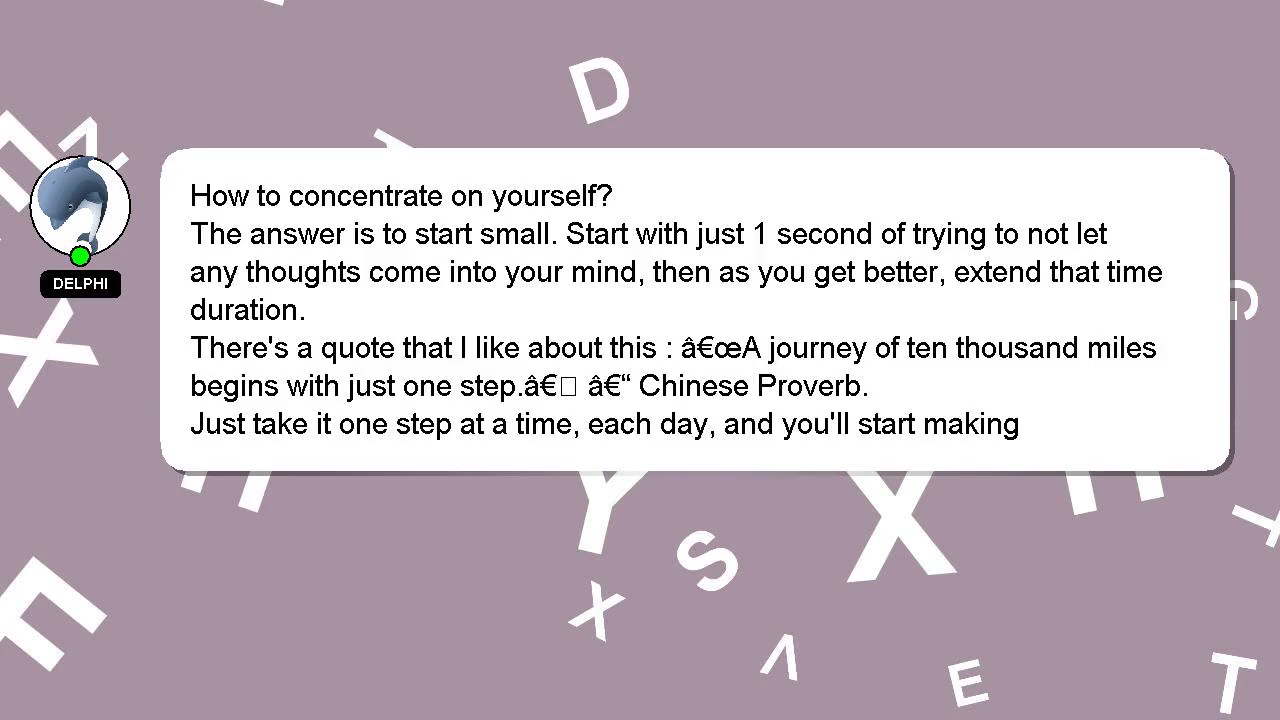 How to concentrate on yourself?
The answer is to start small. Start with just 1 second of trying to not let
any thoughts come into your mind, then as you get better, extend that time
duration.
There's a quote that I like about this : â€œA journey of ten thousand miles
begins with just one step.â€□ â€“ Chinese Proverb.
Just take it one step at a time, each day, and you'll start making
DELPHI
D
G
Y
X
X
S
X
E
T